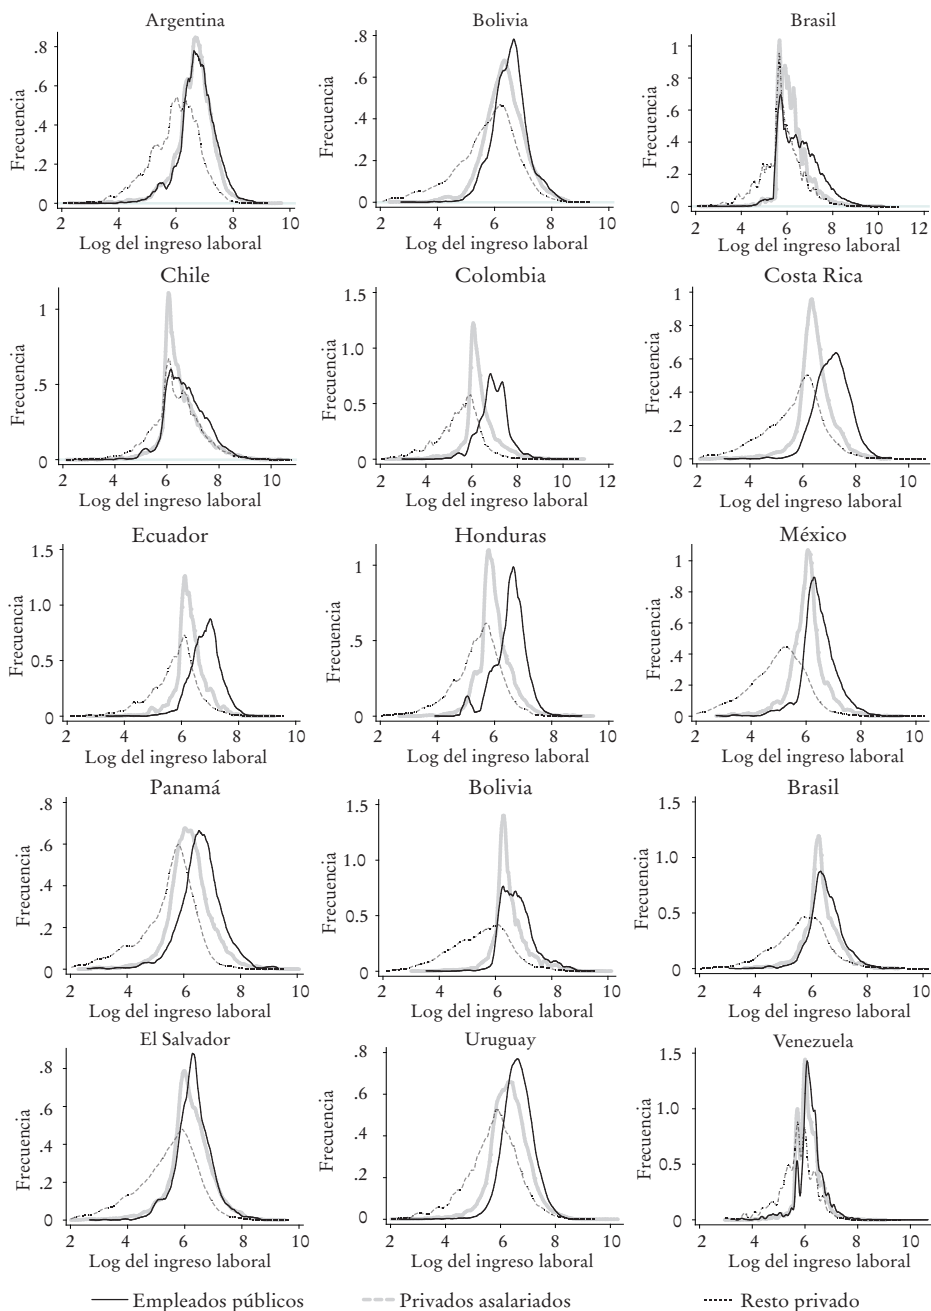 Argentina
Frecuencia
.8
.6
.4
.2
0
2 4 6 8 10
Log del ingreso laboral
Bolivia
Frecuencia
.8
.6
.4
.2
0
2 4 6 8 10
Log del ingreso laboral
Brasil
Frecuencia
1
.8
.6
.4
.2
0
2 4 6 8 10 12
Log del ingreso laboral
Chile
Frecuencia
1
.5
0
2 4 6 8 10
Log del ingreso laboral
Colombia
Frecuencia
1.5
1.0
0.5
0
2 4 6 8 10 12
Log del ingreso laboral
Costa Rica
Frecuencia
1
.8
.6
.4
.2
0
2 4 6 8 10
Log del ingreso laboral
Ecuador
Frecuencia
1.5
1.0
0.5
0
2 4 6 8 10
Log del ingreso laboral
Honduras
Frecuencia
1
.5
0
2 4 6 8 10
Log del ingreso laboral
México
Frecuencia
1
.8
.6
.4
.2
0
2 4 6 8 10
Log del ingreso laboral
Panamá
Frecuencia
.8
.6
.4
.2
0
2 4 6 8 10
Log del ingreso laboral
Bolivia
Frecuencia
1.5
1.0
0.5
0
2 4 6 8 10
Log del ingreso laboral
Brasil
Frecuencia
1.5
1.0
0.5
0
2 4 6 8 10
Log del ingreso laboral
El Salvador
Frecuencia
.8
.6
.4
.2
0
2 4 6 8 10
Log del ingreso laboral
Uruguay
Frecuencia
.8
.6
.4
.2
0
2 4 6 8 10
Log del ingreso laboral
Venezuela
Frecuencia
1.5
1.0
0.5
0
2 4 6 8 10
Log del ingreso laboral
Empleados públicos Privados asalariados Resto privado